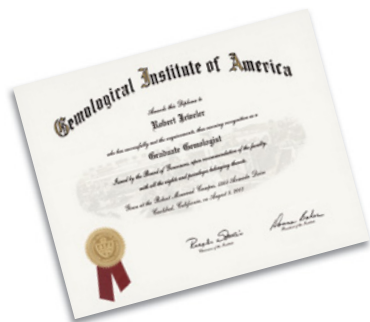 Gemological Institute of America
Awards this Diploma to
Robert Jeweler
who has successfully met the requirements, thus earning recognition as a
Graduate Gemologist
Issued by the Board of Governors, upon recommendation of the faculty,
with all the rights and privileges belonging thereto.
Given at the Robert Mouawad Campus, 5345 Armada Drive
Carlsbad, California, on August 3,